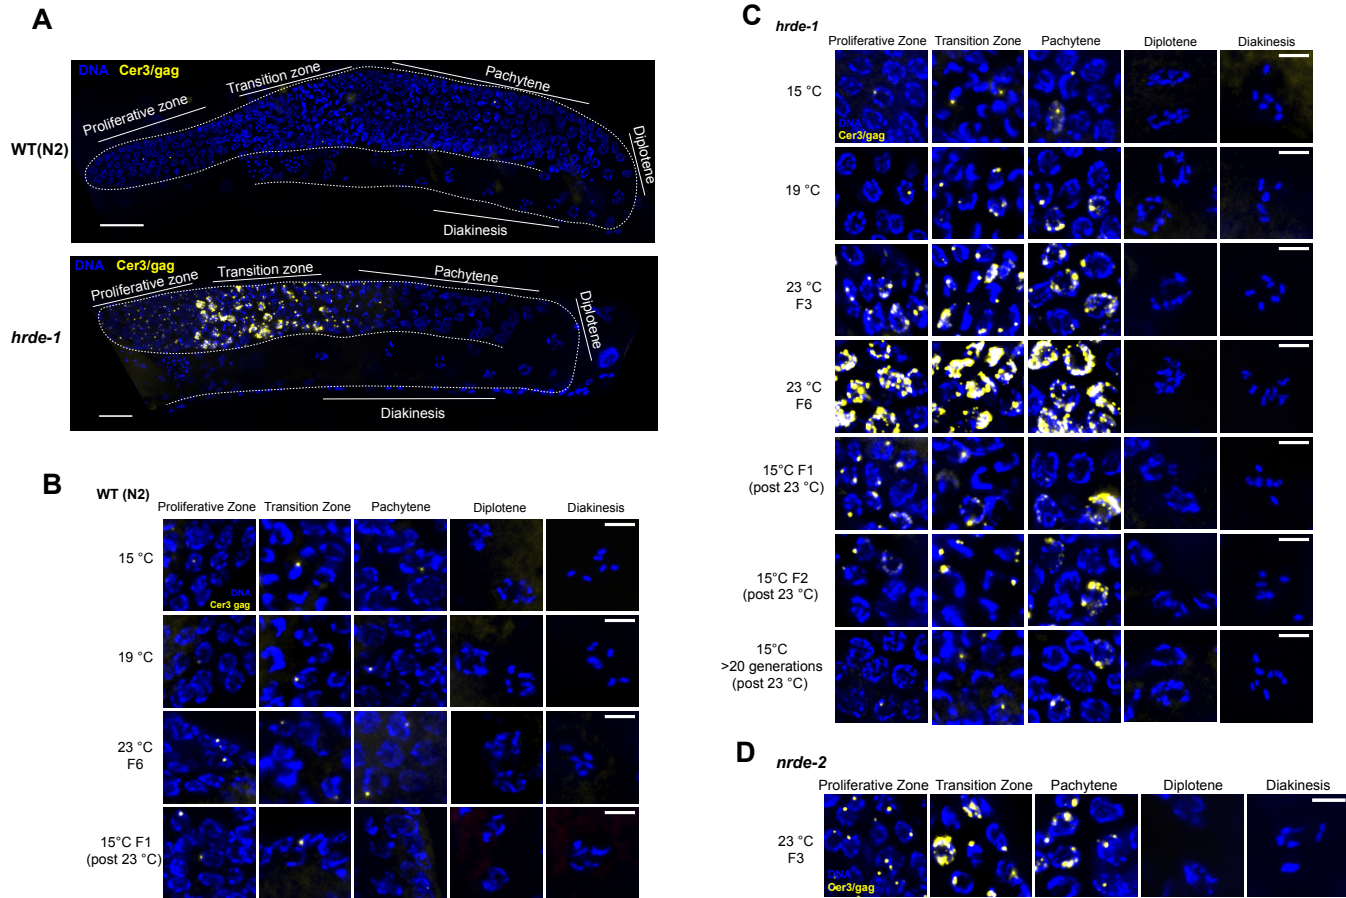 A
DNA Cer3/gag
Proliferative zone
Transition zone
Pachytene
Diplotene
Diakinesis
WT(N2)
DNA Cer3/gag
Proliferative zone
Transition zone
Pachytene
Diplotene
Diakinesis
hrde-1
B
WT (N2)
Proliferative Zone Transition Zone Pachytene Diplotene Diakinesis
15 °C
DNA
Cer3 gag
19 °C
23 °C
F6
15°C F1
(post 23 °C)
C
hrde-1
Proliferative Zone Transition Zone Pachytene Diplotene Diakinesis
15 °C
DNA
Cer3/gag
19 °C
23 °C
F3
23 °C
F6
15°C F1
(post 23 °C)
15°C F2
(post 23 °C)
15°C
>20 generations
(post 23 °C)
D
nrde-2
Proliferative Zone Transition Zone Pachytene Diplotene Diakinesis
23 °C
F3
DNA
Cer3/gag